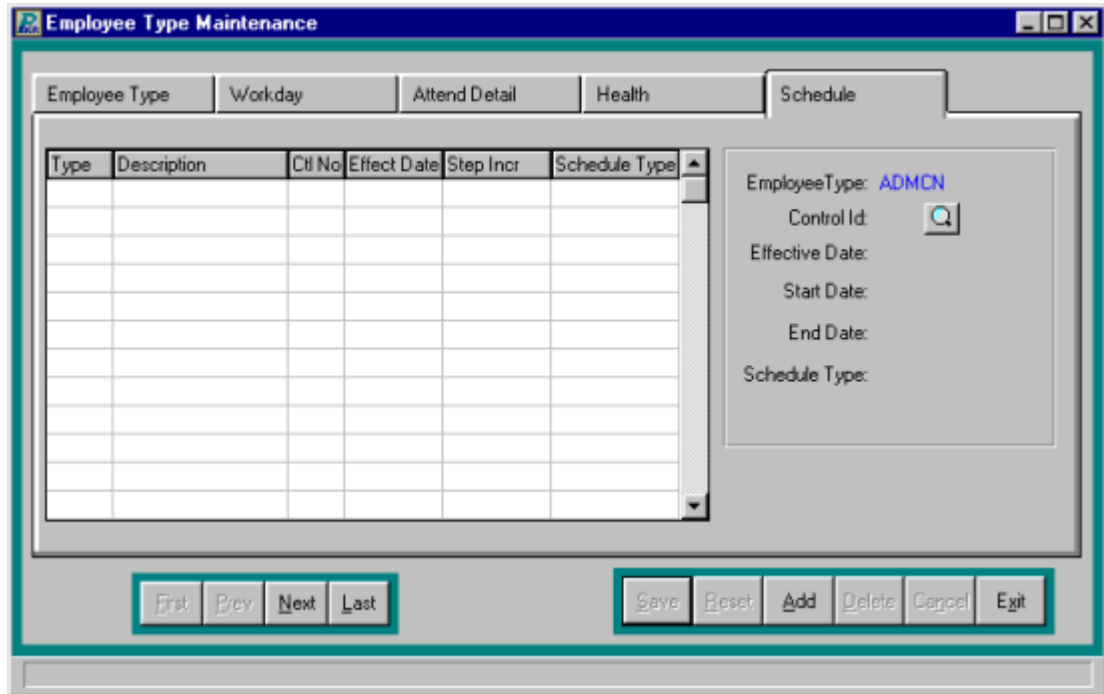 Employee Type Maintenance
Employee Type Workday Attend Detail Health Schedule
Type Description Ctl No Effect Date Step Incr Schedule Type
EmployeeType: ADMCN
Control Id:
Effective Date:
Start Date:
End Date:
Schedule Type:
First Prev Next Last
Save Reset Add Delete Cancel Exit